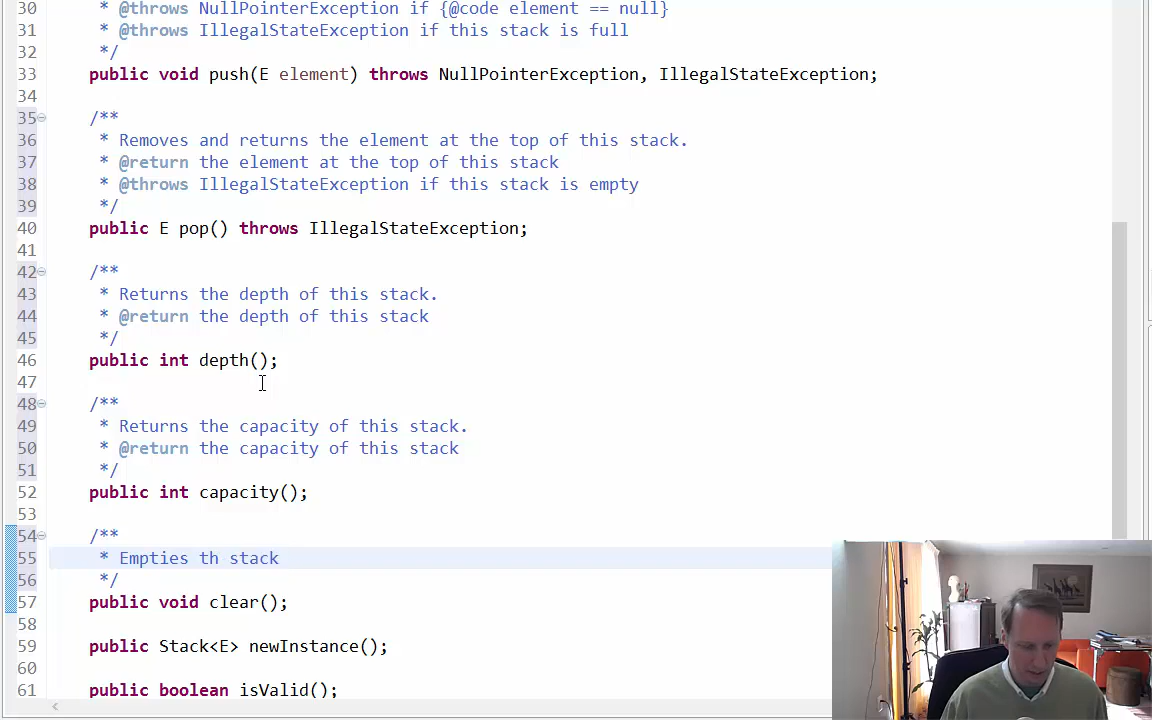 30 * @throws NullPointerException if {@code element == null}
31 * @throws IllegalStateException if this stack is full
32 */
33 public void push(E element) throws NullPointerException, IllegalStateException;
34
35 /**
36 * Removes and returns the element at the top of this stack.
37 * @return the element at the top of this stack
38 * @throws IllegalStateException if this stack is empty
39 */
40 public E pop() throws IllegalStateException;
41
42 /**
43 * Returns the depth of this stack.
44 * @return the depth of this stack
45 */
46 public int depth();
47
48 /**
49 * Returns the capacity of this stack.
50 * @return the capacity of this stack
51 */
52 public int capacity();
53
54 /**
55 * Empties th stack
56 */
57 public void clear();
58
59 public Stack<E> newInstance();
60
61 public boolean isValid();